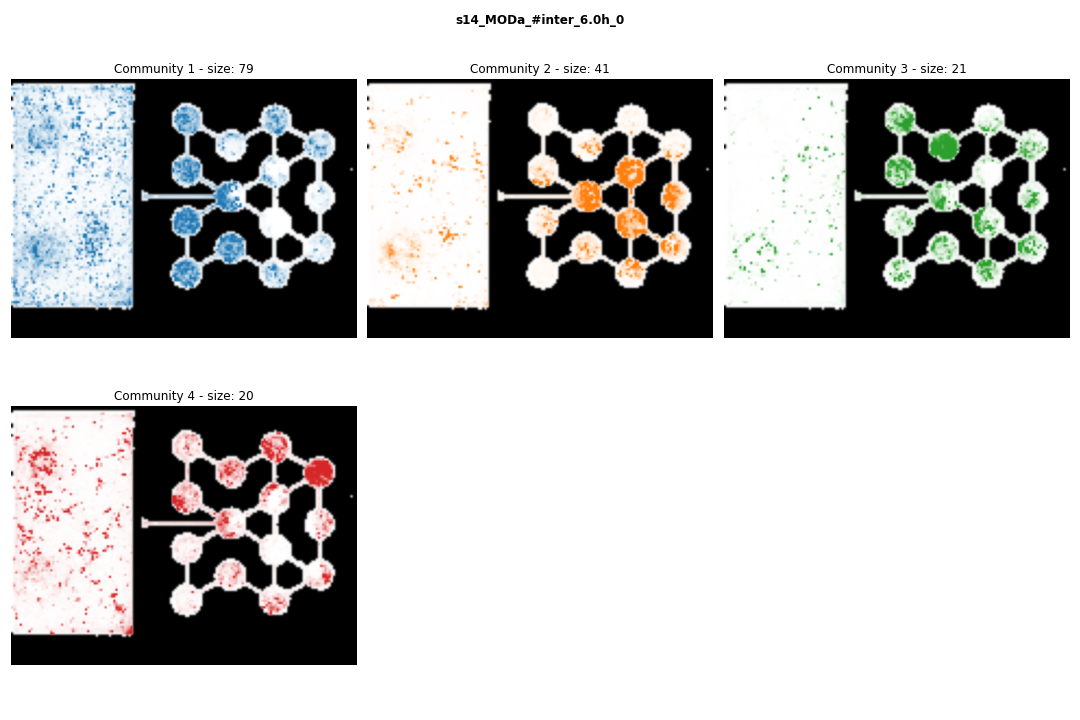 s14_MODa_#inter_6.0h_0
Community 1 - size: 79
Community 2 - size: 41
Community 3 - size: 21
Community 4 - size: 20